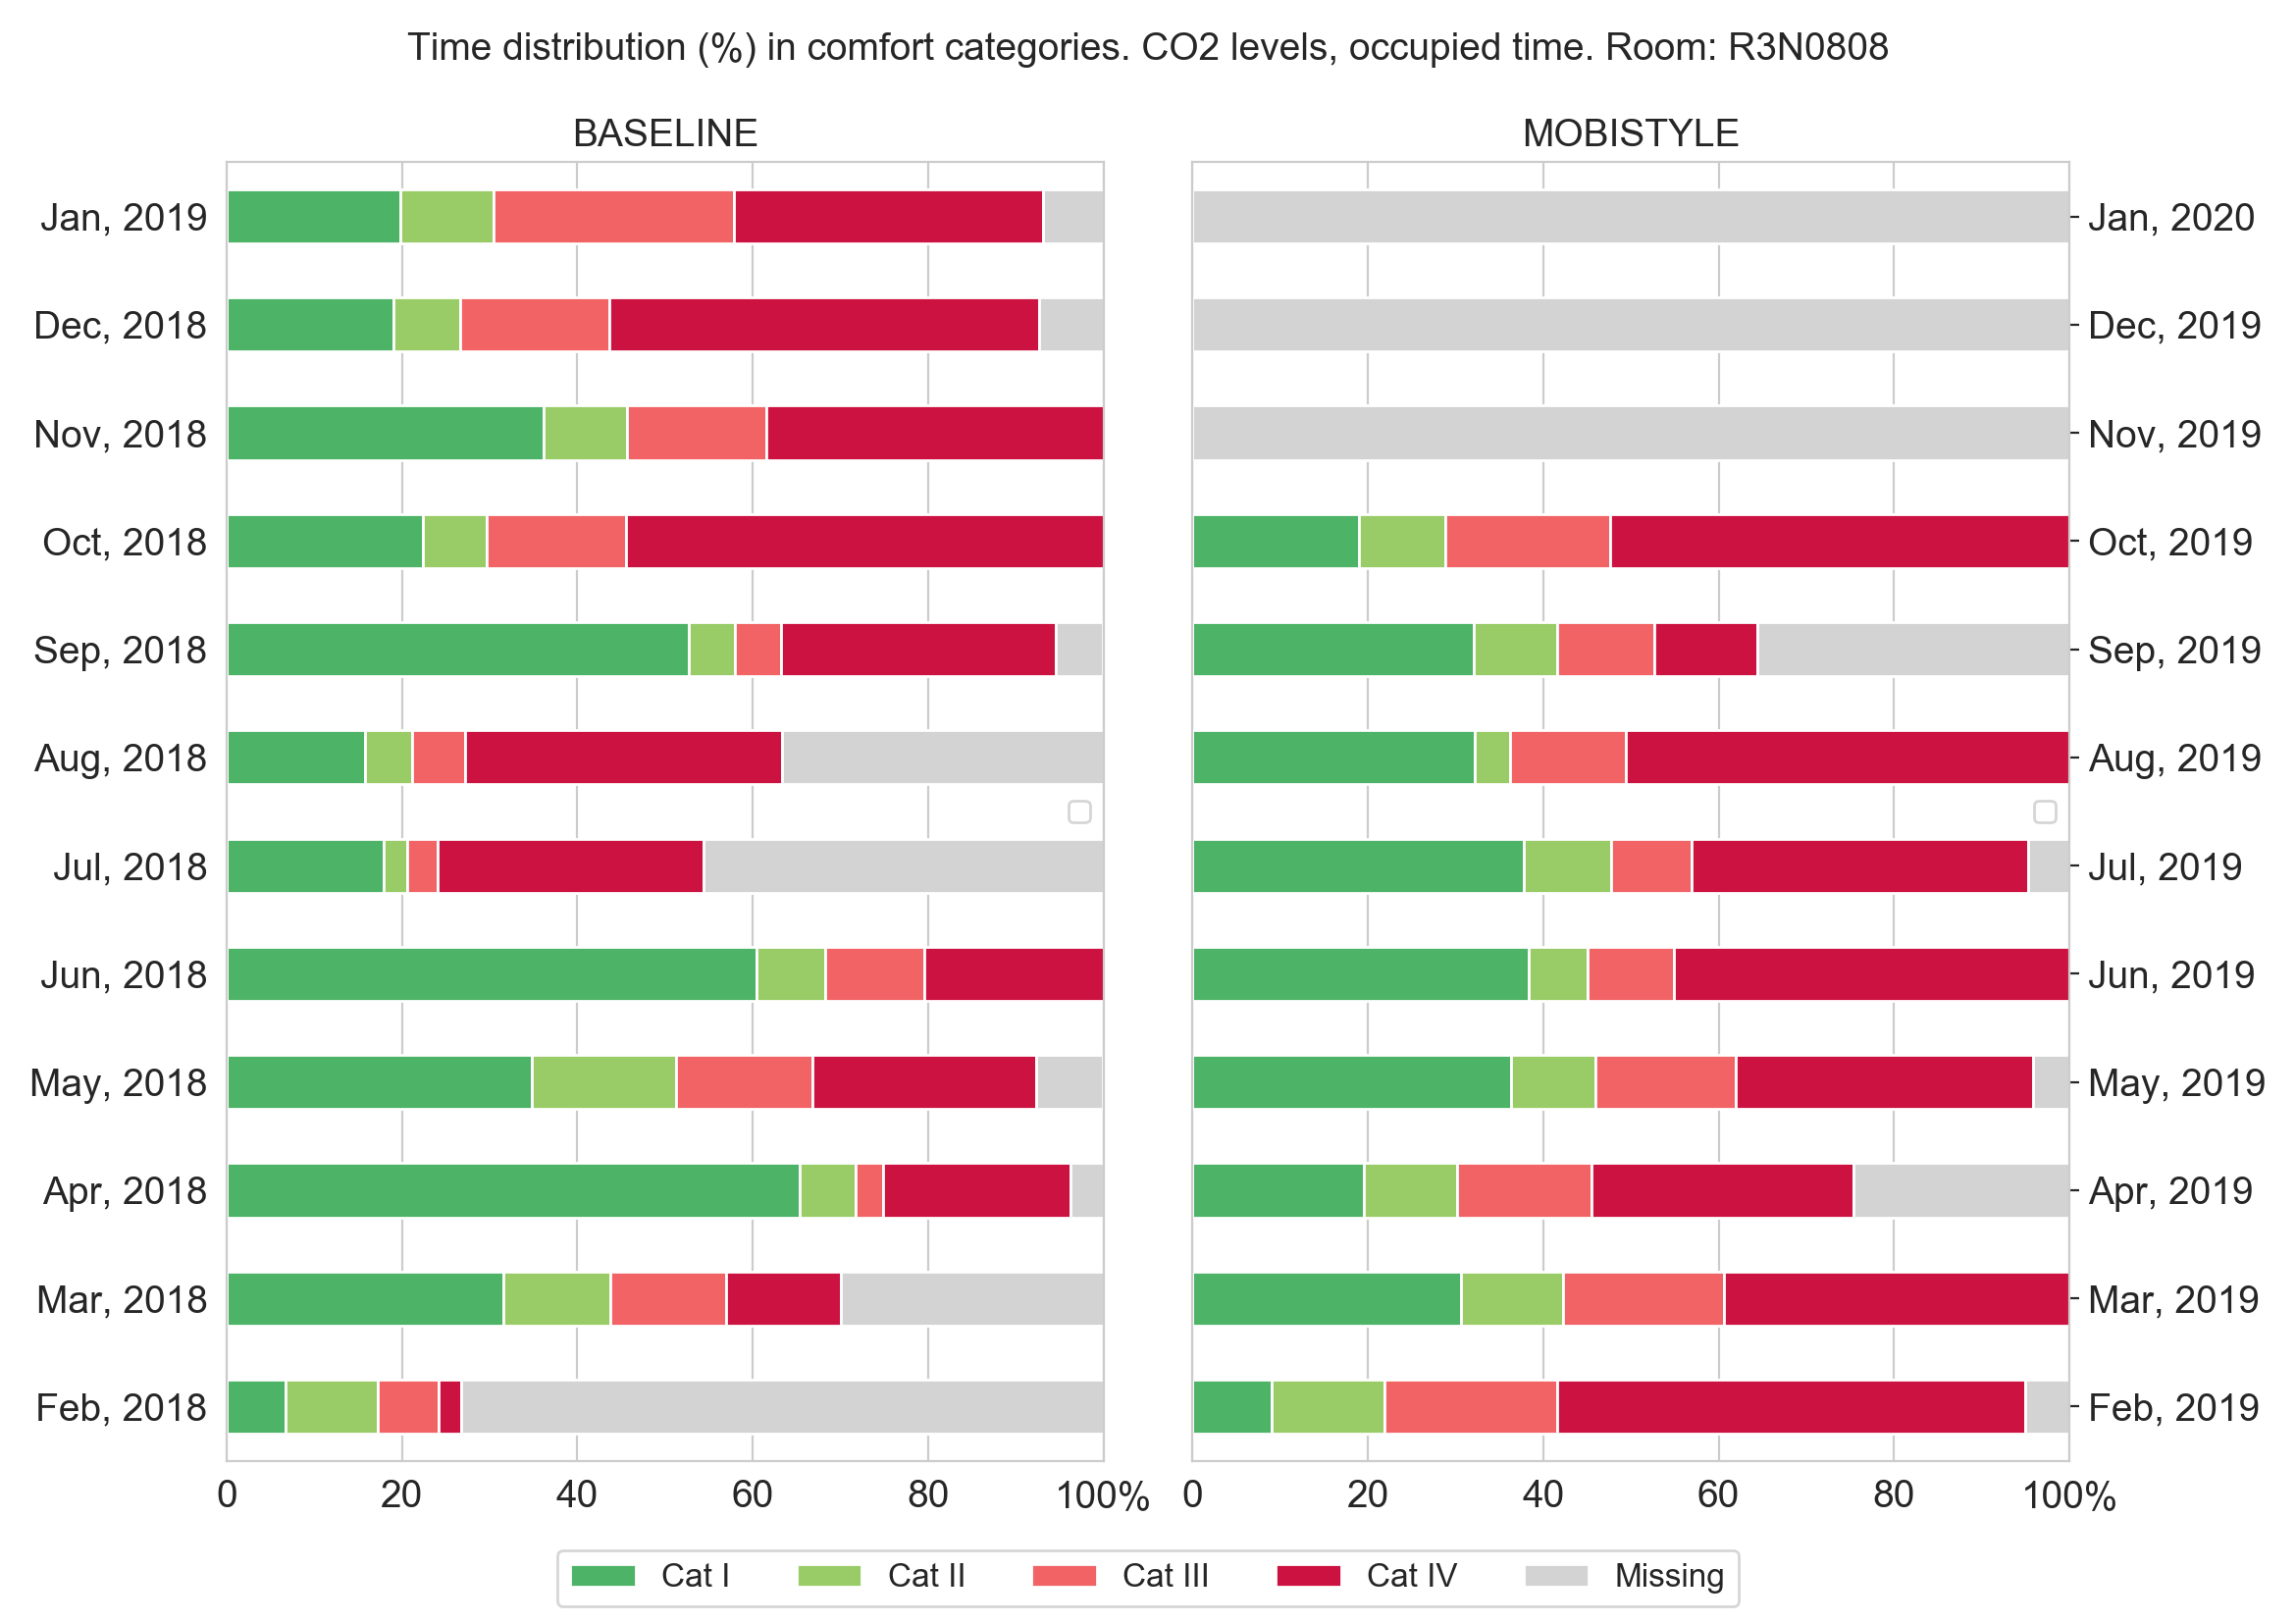 Time distribution (%) in comfort categories. CO2 levels, occupied time. Room: R3N0808
BASELINE
MOBISTYLE
Jan, 2019
Dec, 2018
Nov, 2018
Oct, 2018
Sep, 2018
Aug, 2018
Jul, 2018
Jun, 2018
May, 2018
Apr, 2018
Mar, 2018
Feb, 2018
Jan, 2020
Dec, 2019
Nov, 2019
Oct, 2019
Sep, 2019
Aug, 2019
Jul, 2019
Jun, 2019
May, 2019
Apr, 2019
Mar, 2019
Feb, 2019
0 20 40 60 80 100%
0 20 40 60 80 100%
Cat I Cat II Cat III Cat IV Missing